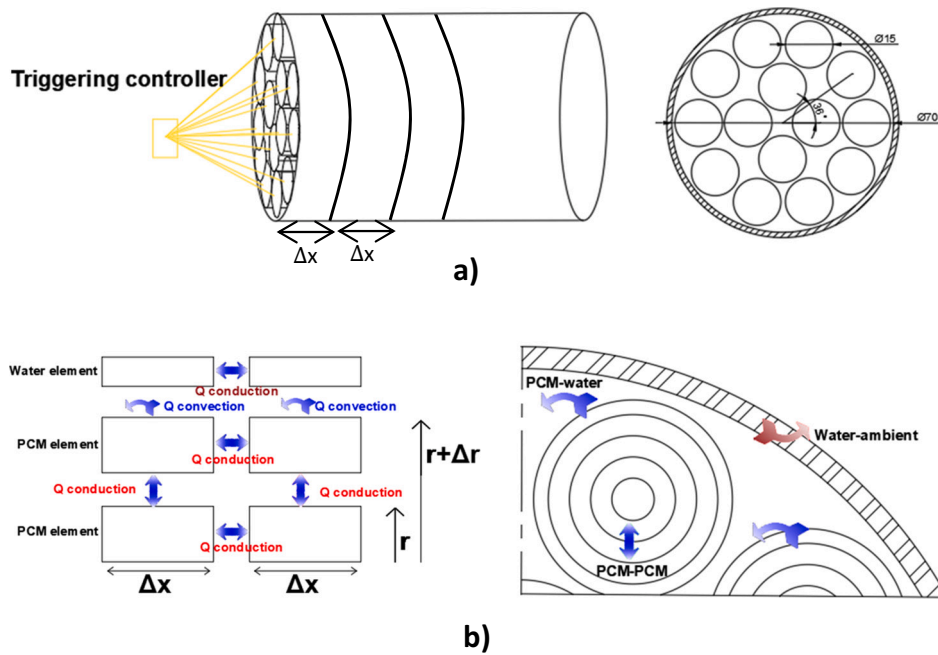 Triggering controller
Δx
Δx
Ø15
36°
Ø70
a)
Water element
Q conduction
Q convection
Q convection
PCM element
Q conduction
r+Δr
Q conduction
Q conduction
PCM element
Q conduction
r
Δx
Δx
PCM-water
Water-ambient
PCM-PCM
b)